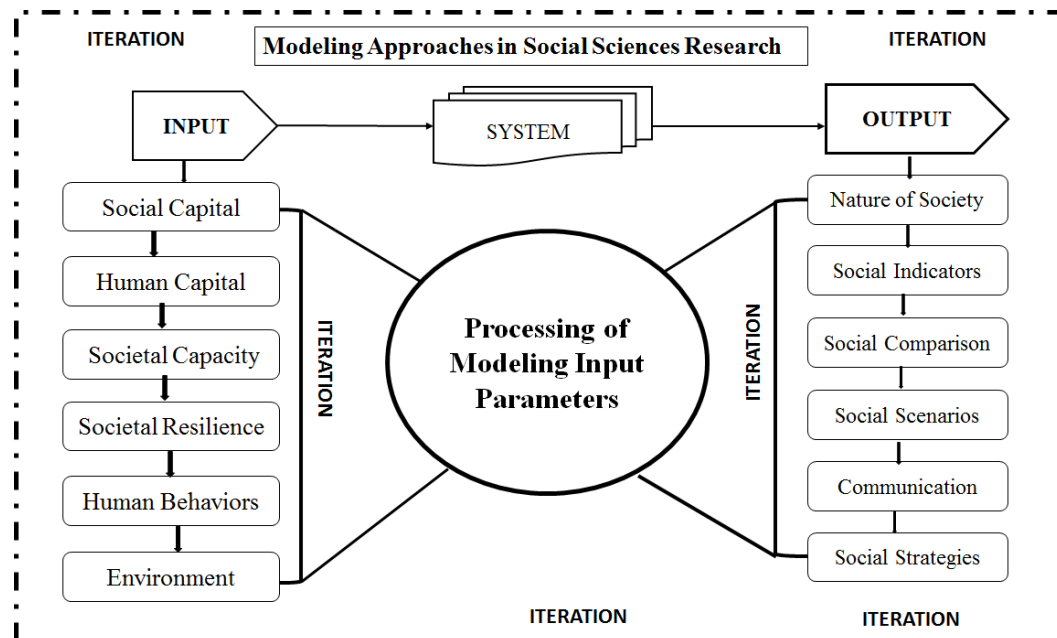 ITERATION
Modeling Approaches in Social Sciences Research
ITERATION
INPUT
SYSTEM
OUTPUT
Social Capital
Human Capital
Societal Capacity
Societal Resilience
Human Behaviors
Environment
ITERATION
Processing of
Modeling Input
Parameters
ITERATION
Nature of Society
Social Indicators
Social Comparison
Social Scenarios
Communication
Social Strategies
ITERATION
ITERATION